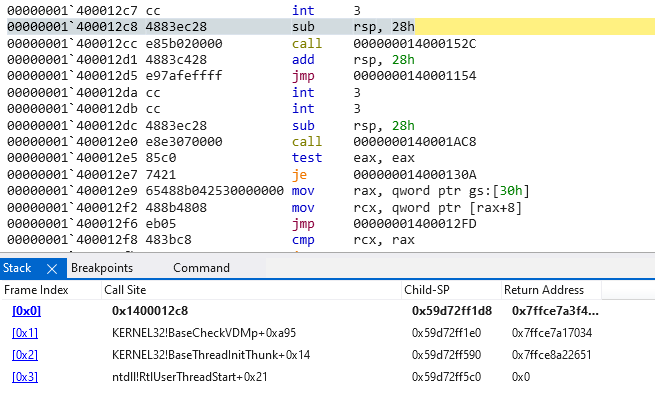 00000001`400012c7 cc int 3
00000001`400012c8 4883ec28 sub rsp, 28h
00000001`400012cc e85b020000 call 000000014000152C
00000001`400012d1 4883c428 add rsp, 28h
00000001`400012d5 e97afeffff jmp 0000000140001154
00000001`400012da cc int 3
00000001`400012db cc int 3
00000001`400012dc 4883ec28 sub rsp, 28h
00000001`400012e0 e8e3070000 call 0000000140001AC8
00000001`400012e5 85c0 test eax, eax
00000001`400012e7 7421 je 000000014000130A
00000001`400012e9 65488b042530000000 mov rax, qword ptr gs:[30h]
00000001`400012f2 488b4808 mov rcx, qword ptr [rax+8]
00000001`400012f6 eb05 jmp 00000001400012FD
00000001`400012f8 483bc8 cmp rcx, rax
Stack Breakpoints Command
Frame Index Call Site Child-SP Return Address
[0x0] 0x1400012c8 0x59d72ff1d8 0x7ffce7a3f4...
[0x1] KERNEL32!BaseCheckVDMp+0xa95 0x59d72ff1e0 0x7ffce7a17034
[0x2] KERNEL32!BaseThreadInitThunk+0x14 0x59d72ff590 0x7ffce8a22651
[0x3] ntdll!RtlUserThreadStart+0x21 0x59d72ff5c0 0x0